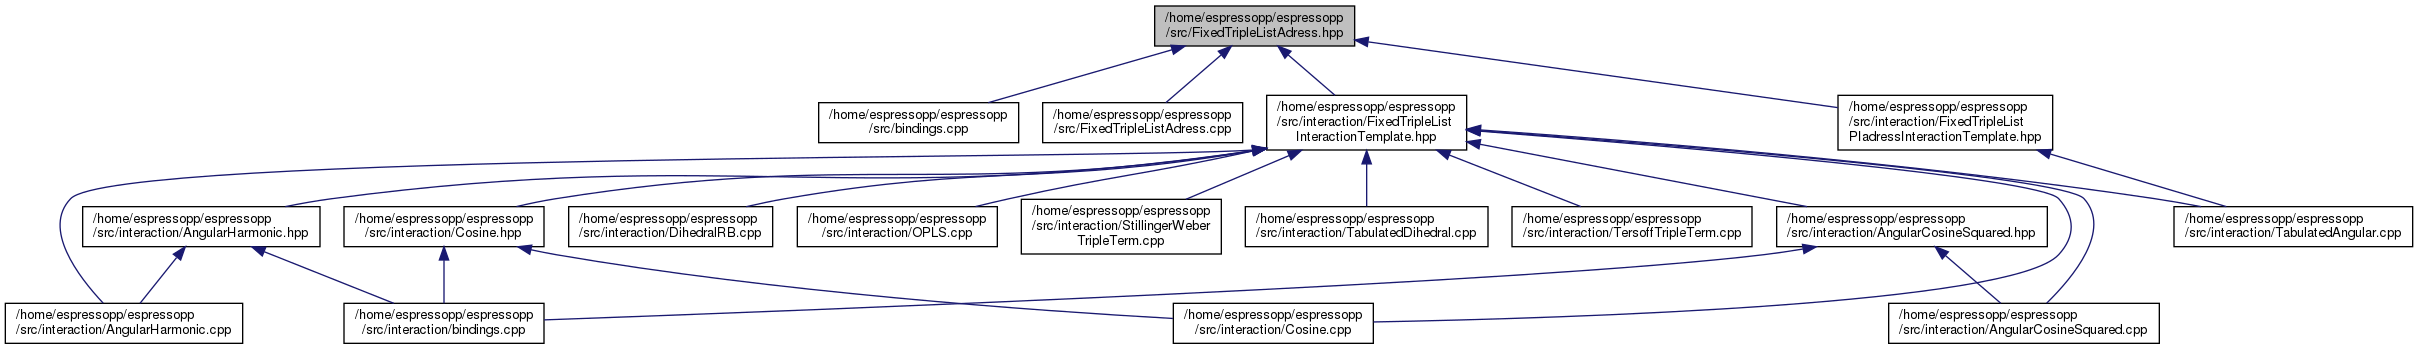 /home/espressopp/espressopp
/src/FixedTripleListAdress.hpp
/home/espressopp/espressopp
/src/bindings.cpp
/home/espressopp/espressopp
/src/FixedTripleListAdress.cpp
/home/espressopp/espressopp
/src/interaction/FixedTripleList
InteractionTemplate.hpp
/home/espressopp/espressopp
/src/interaction/FixedTripleList
PIadressInteractionTemplate.hpp
/home/espressopp/espressopp
/src/interaction/AngularHarmonic.hpp
/home/espressopp/espressopp
/src/interaction/Cosine.hpp
/home/espressopp/espressopp
/src/interaction/DihedralRB.cpp
/home/espressopp/espressopp
/src/interaction/OPLS.cpp
/home/espressopp/espressopp
/src/interaction/StillingerWeber
TripleTerm.cpp
/home/espressopp/espressopp
/src/interaction/TabulatedDihedral.cpp
/home/espressopp/espressopp
/src/interaction/TersoffTripleTerm.cpp
/home/espressopp/espressopp
/src/interaction/AngularCosineSquared.hpp
/home/espressopp/espressopp
/src/interaction/TabulatedAngular.cpp
/home/espressopp/espressopp
/src/interaction/AngularHarmonic.cpp
/home/espressopp/espressopp
/src/interaction/bindings.cpp
/home/espressopp/espressopp
/src/interaction/Cosine.cpp
/home/espressopp/espressopp
/src/interaction/AngularCosineSquared.cpp